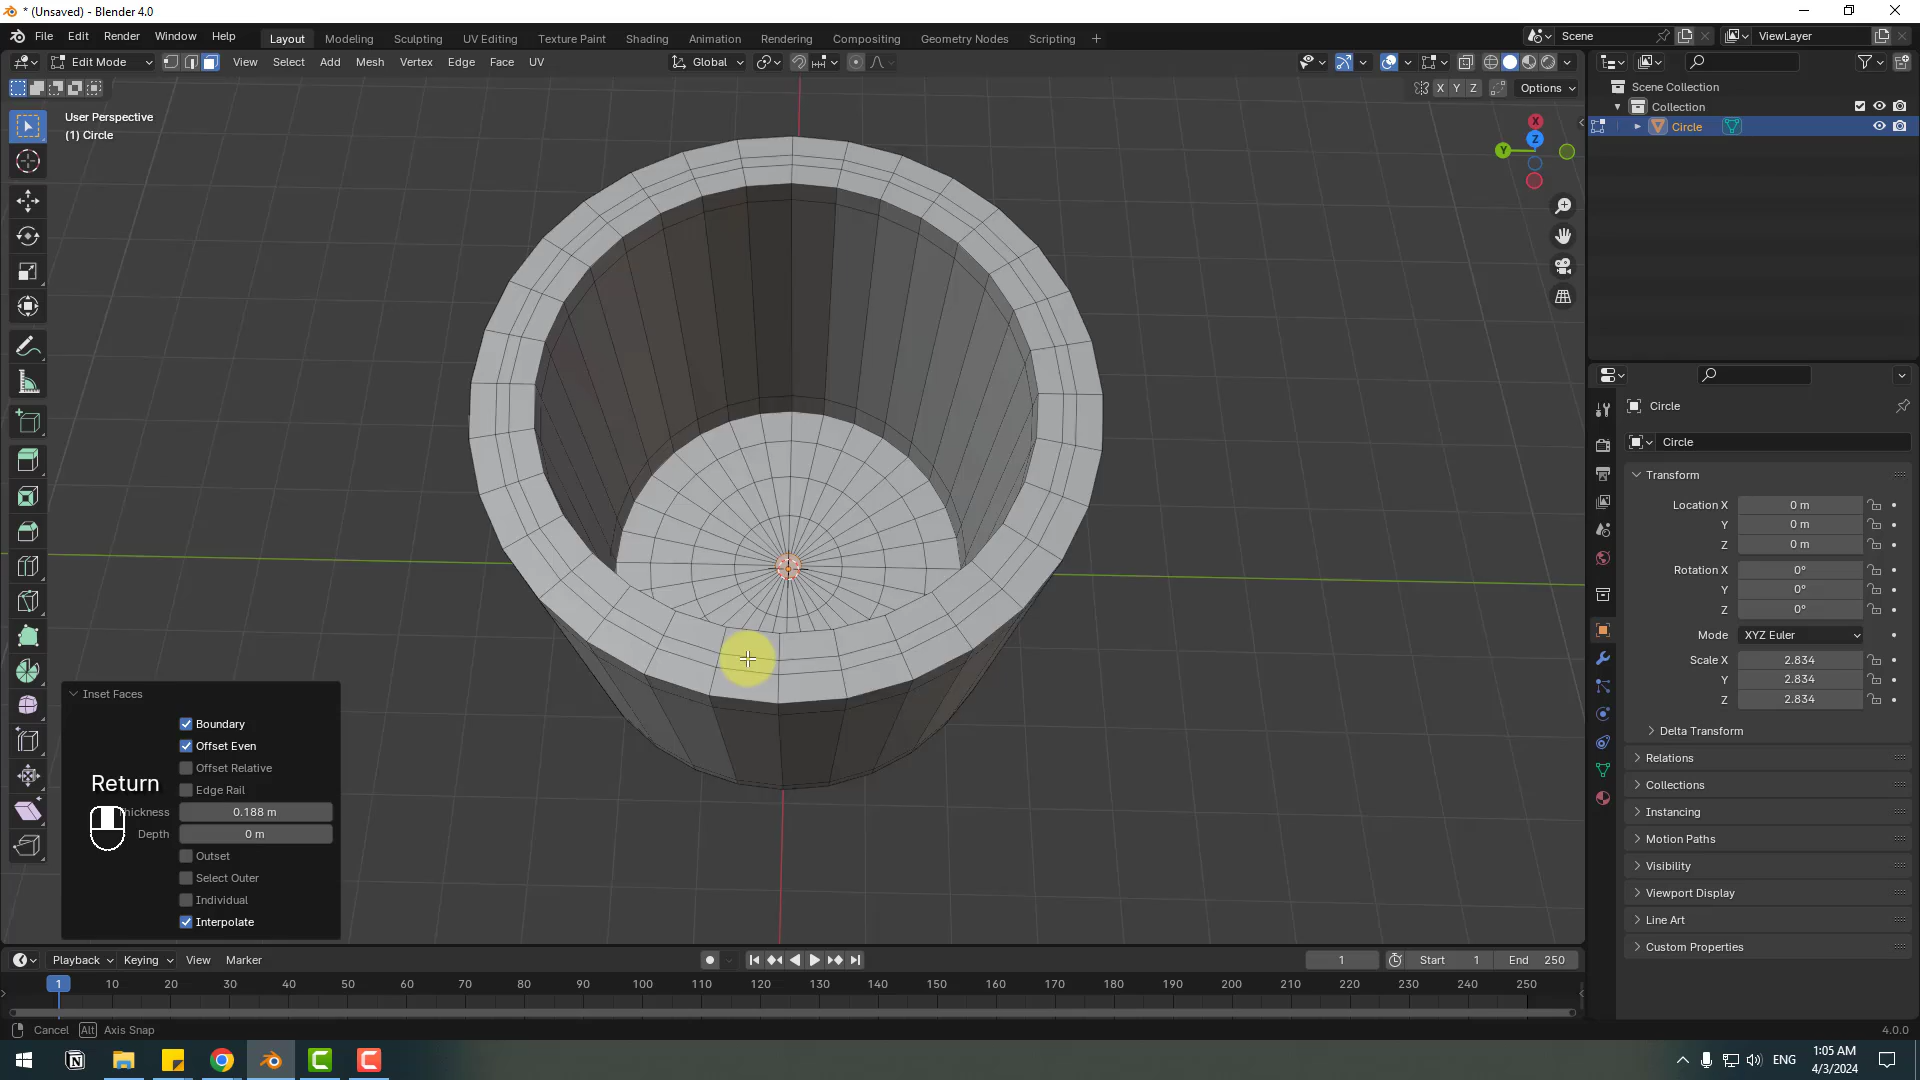 * (Unsaved) - Blender 4.0
File Edit Render Window Help
Layout Modeling Sculpting UV Editing Texture Paint Shading Animation Rendering Compositing Geometry Nodes Scripting +
Scene
ViewLayer
Edit Mode
View Select Add Mesh Vertex Edge Face UV
Global
X Y Z
Options
User Perspective
(1) Circle
X
Z
Y
Scene Collection
Collection
Circle
Circle
Circle
Transform
Location X 0 m
Y 0 m
Z 0 m
Rotation X 0°
Y 0°
Z 0°
Mode XYZ Euler
Scale X 2.834
Y 2.834
Z 2.834
Delta Transform
Relations
Collections
Instancing
Motion Paths
Visibility
Viewport Display
Line Art
Custom Properties
Inset Faces
Boundary
Offset Even
Offset Relative
Return
Edge Rail
0.188 m
Depth 0 m
Outset
Select Outer
Individual
Interpolate
Playback Keying View Marker
1 Start 1 End 250
1 10 20 30 40 50 60 70 80 90 100 110 120 130 140 150 160 170 180 190 200 210 220 230 240 250
Cancel Alt Axis Snap
4.0.0
ENG
1:05 AM
4/3/2024